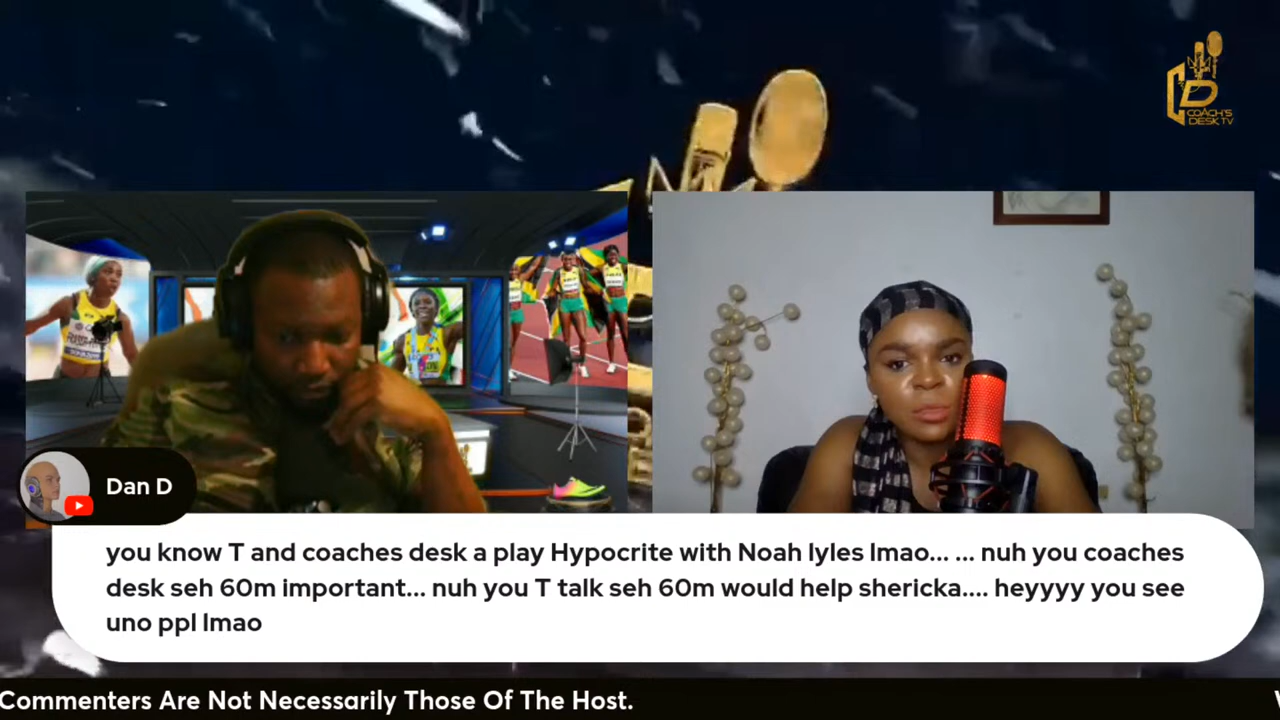 COACH'S
DESK TV
Dan D
you know T and coaches desk a play Hypocrite with Noah lyles lmao... ... nuh you coaches
desk seh 60m important... nuh you T talk seh 60m would help shericka.... heyyyy you see
uno ppl lmao
Commenters Are Not Necessarily Those Of The Host.